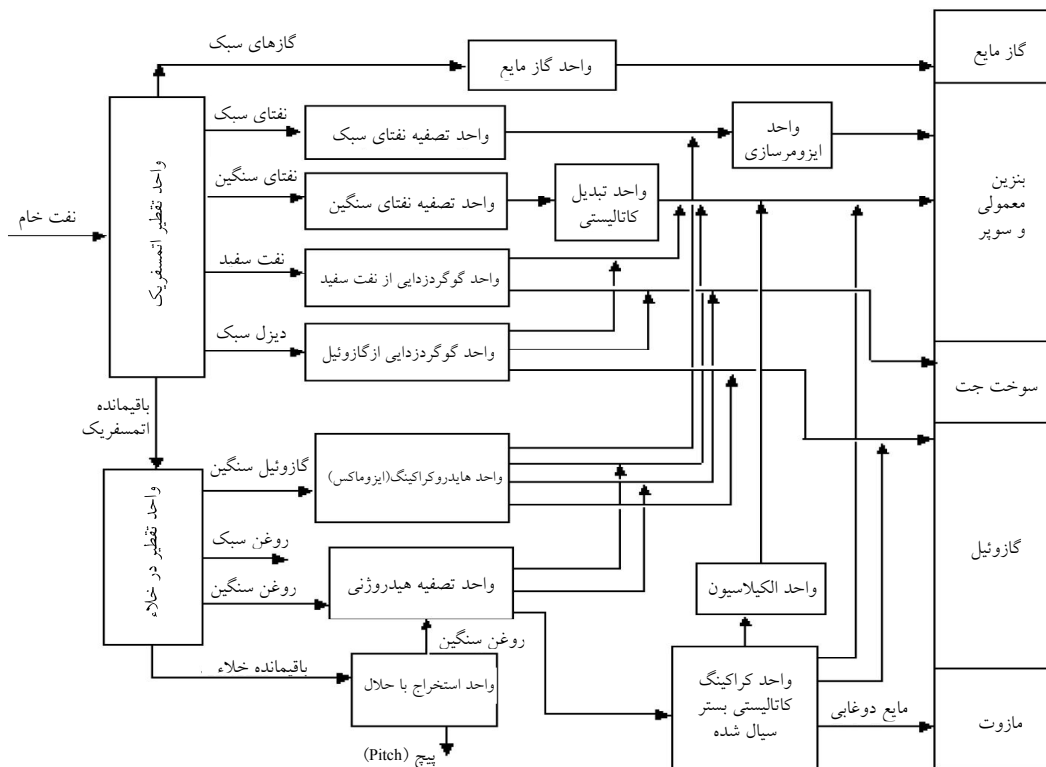 گازهای سبک
واحد گاز مایع
گاز مایع
نفتای سبک
واحد تصفیه نفتای سبک
واحد
ایزومرسازی
نفتای سنگین
واحد تصفیه نفتای سنگین
واحد تبدیل
کاتالیستی
بنزین
معمولی
و سوپر
نفت خام
واحد تقطیر اتمسفریک
نفت سفید
واحد گوگردزدایی از نفت سفید
دیزل سبک
واحد گوگردزدایی ازگازوئیل
سوخت جت
باقیمانده
اتمسفریک
گازوئیل سنگین
واحد هایدروکراکینگ(ایزوماکس)
واحد تقطیر در خلاء
روغن سبک
روغن سنگین
واحد تصفیه هیدروژنی
واحد الکیلاسیون
گازوئیل
روغن سنگین
باقیمانده خلاء
واحد استخراج با حلال
واحد کراکینگ
کاتالیستی بستر
سیال شده
مایع دوغابی
مازوت
پیچ (Pitch)